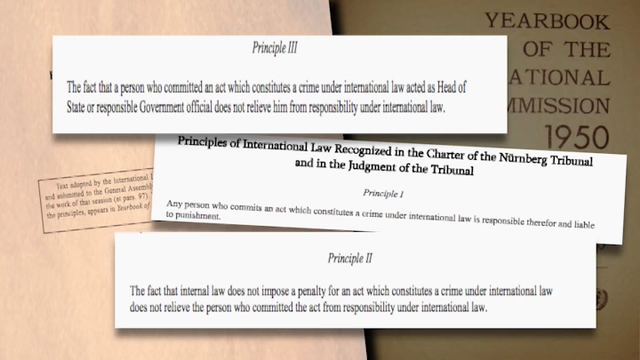 YEARBOOK
OF THE
ATIONAL
MMISSION
1950
Principle III
The fact that a person who committed an act which constitutes a crime under international law acted as Head of
State or responsible Government official does not relieve him from responsibility under international law.
Principles of International Law Recognized in the Charter of the Nürnberg Tribunal
and in the Judgment of the Tribunal
Principle I
Any person who commits an act which constitutes a crime under international law is responsible therefor and liable
to punishment.
Text adopted by the International
and submitted to the General Assembly
the work of that session (at para. 97)
the principles, appears in Yearbook of
Principle II
The fact that internal law does not impose a penalty for an act which constitutes a crime under international law
does not relieve the person who committed the act from responsibility under international law.